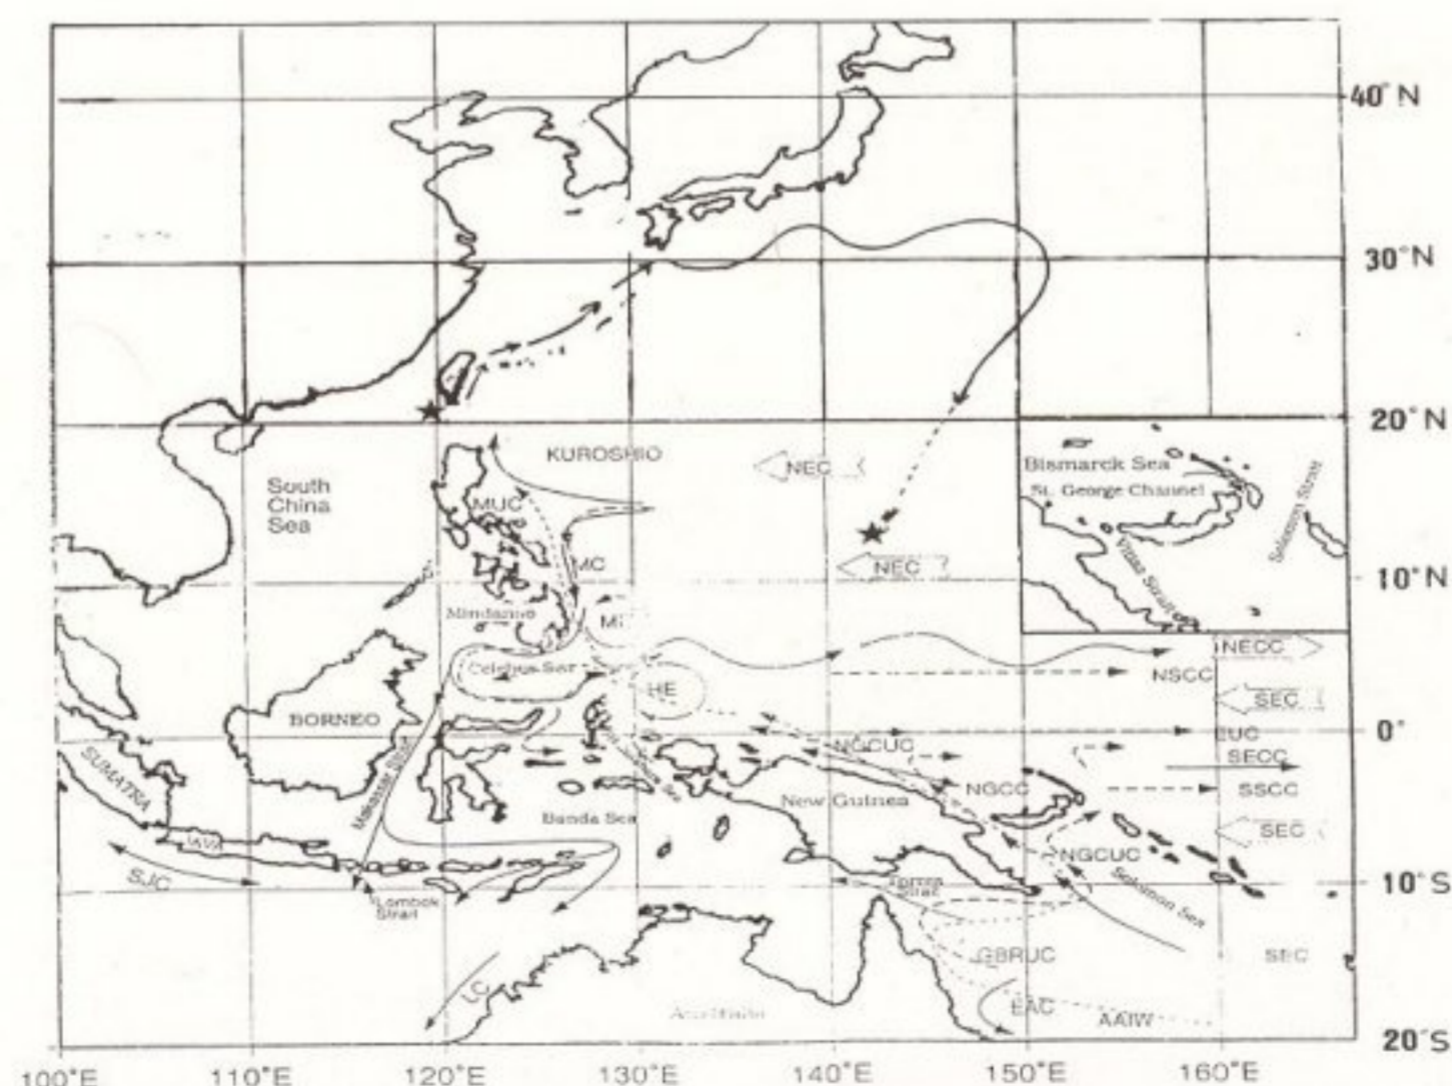 40° N
30°N
20°N
KUROSHIO
NEC
Bismarck Sea
St. George Channel
Solomon Strait
Vitiaz Strait
South
China
Sea
MUC
MC
NEC
10°N
Mindanao
NECC
Celebes Sea
NSCC
HE
SEC
BORNEO
0°
EUC
NGCUC
SECC
SUMATRA
Makassar Strait
NGCC
SSCC
New Guinea
Banda Sea
SEC
JAVA
NGCUC
SJC
Torres
Strait
Solomon Sea
10°S
Lombok
Strait
GBRUC
SEC
LC
EAC
AAIW
Australia
20°S
100°E
110°E
120°E
130°E
140°E
150°E
160°E